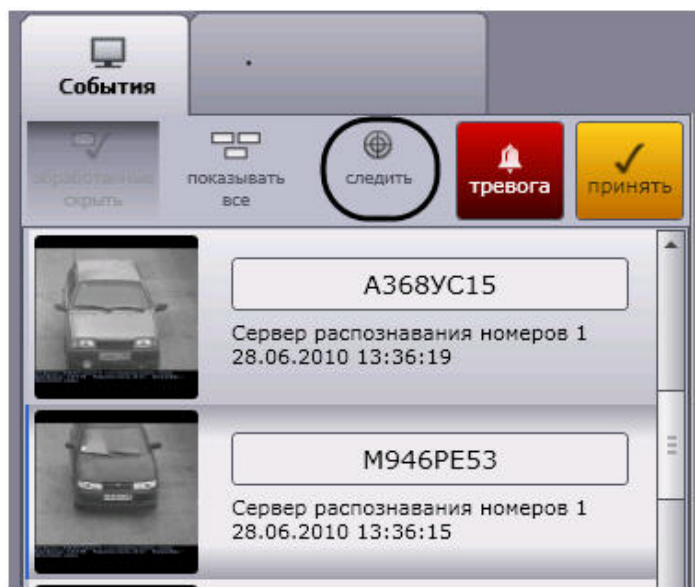 События
обработанные
скрыть
показывать
все
следить
тревога
принять
А368УС15
Сервер распознавания номеров 1
28.06.2010 13:36:19
М946РЕ53
Сервер распознавания номеров 1
28.06.2010 13:36:15